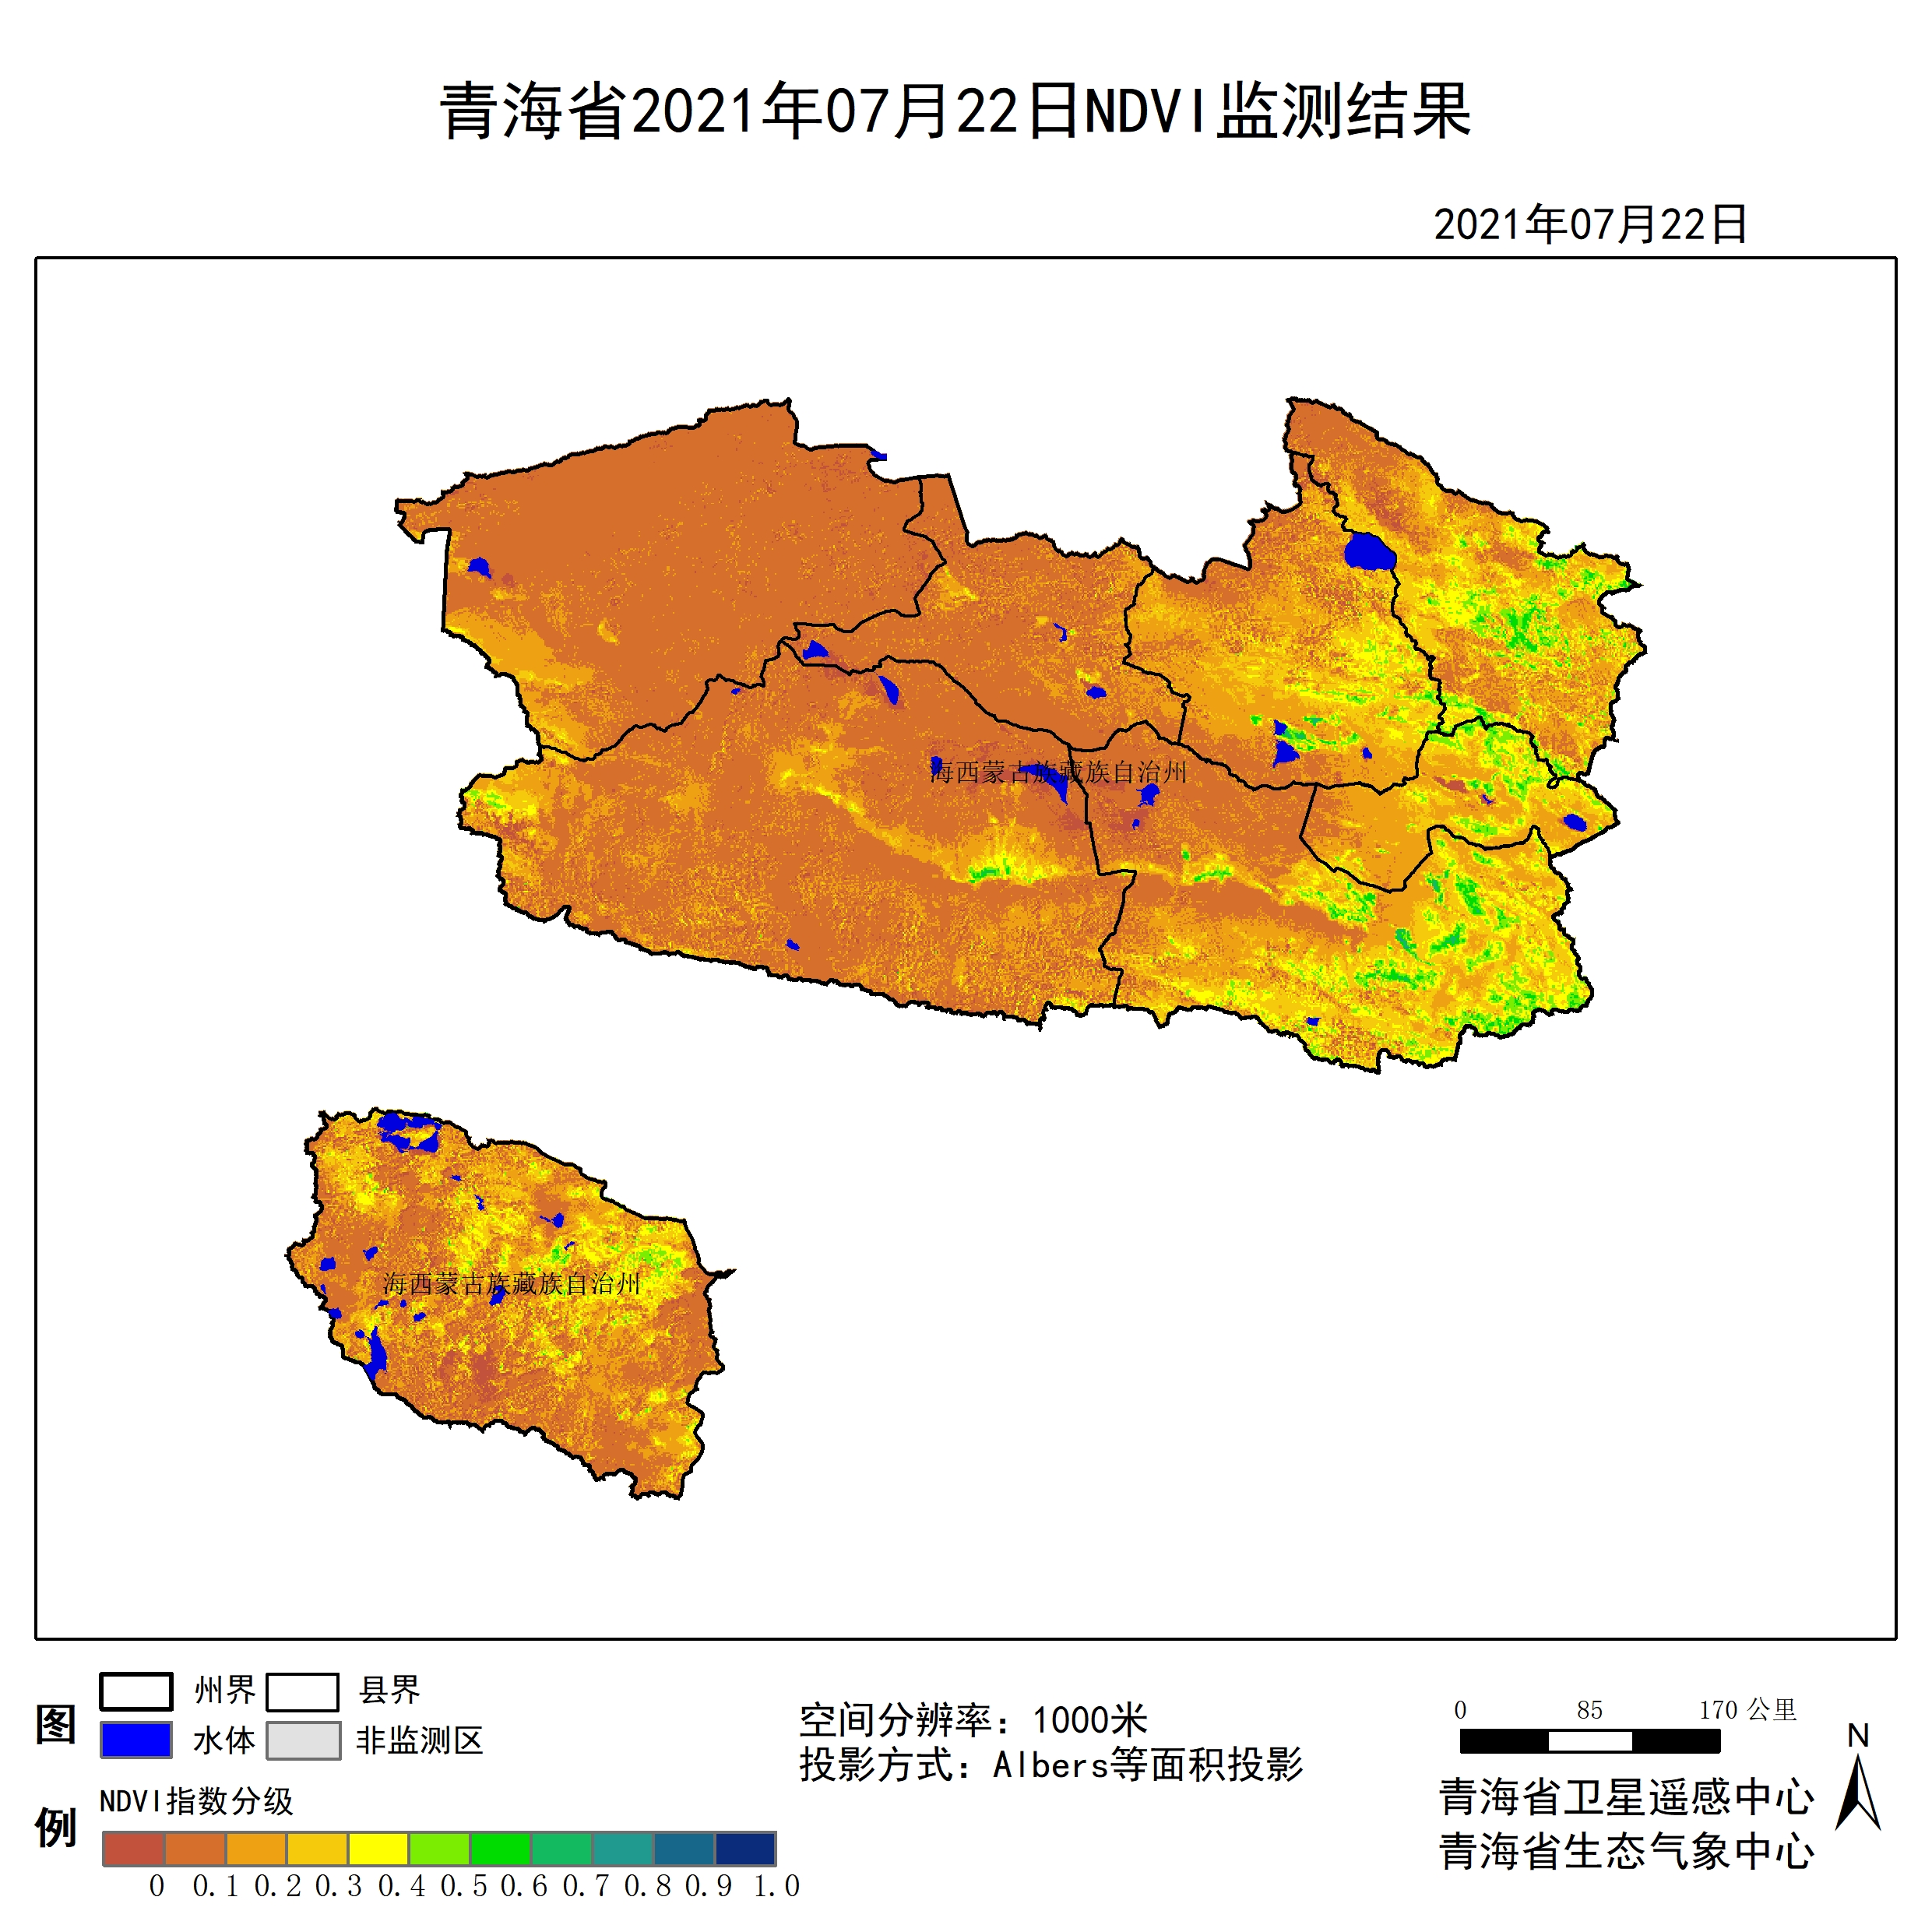 青海省2021年07月22日NDVI监测结果
2021年07月22日
海西蒙古族藏族自治州
海西蒙古族藏族自治州
图例
州界 县界
水体 非监测区
NDVI指数分级
0 0.1 0.2 0.3 0.4 0.5 0.6 0.7 0.8 0.9 1.0
空间分辨率：1000米
投影方式：Albers等面积投影
0 85 170 公里
N
青海省卫星遥感中心
青海省生态气象中心